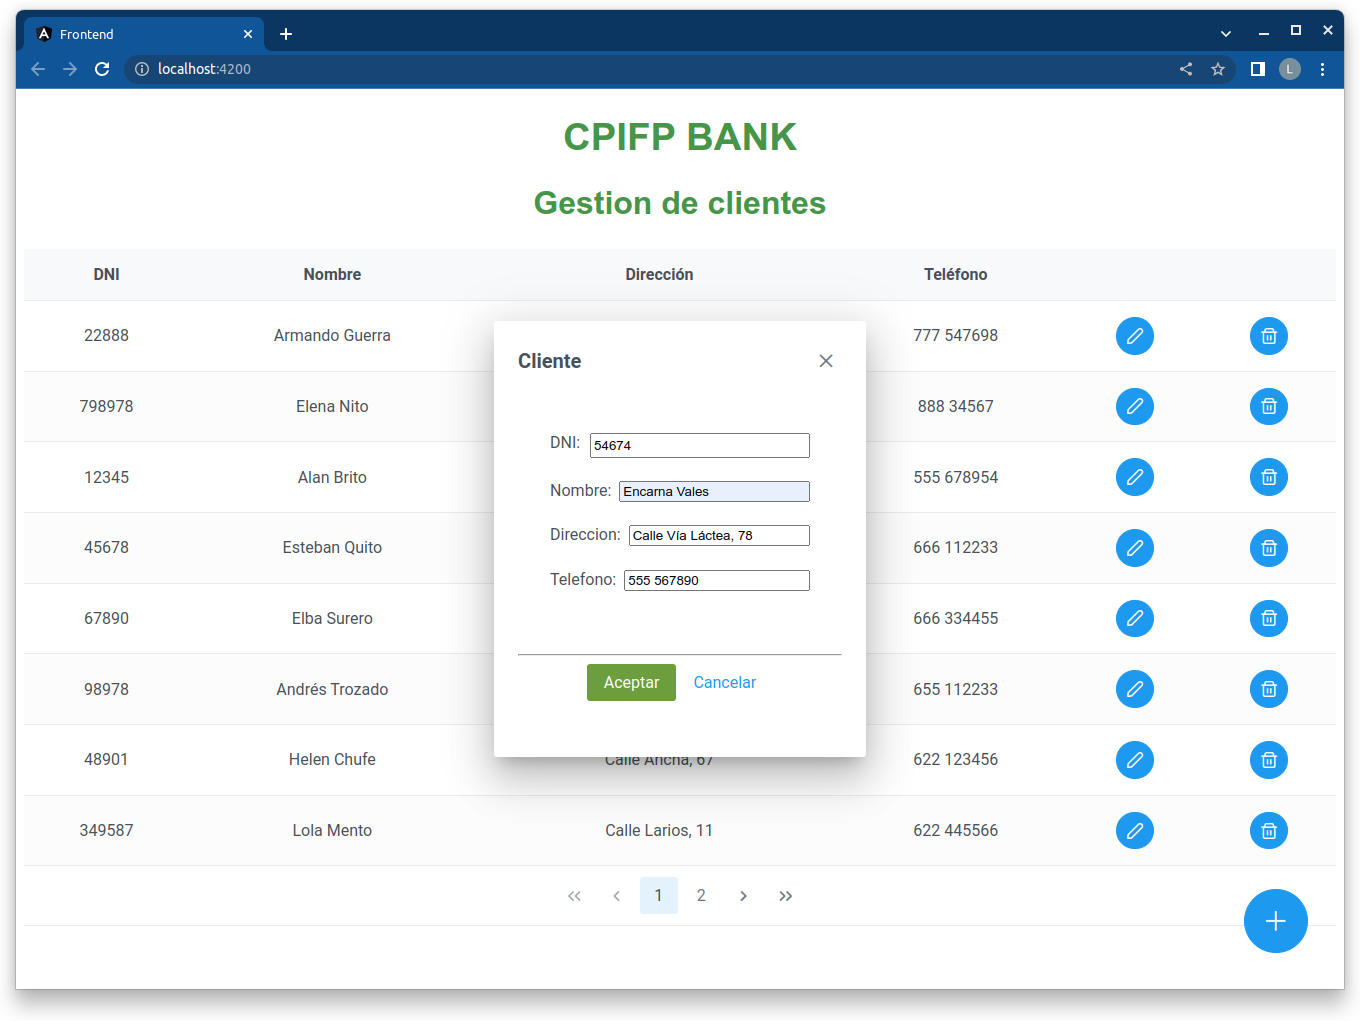 Frontend
localhost:4200
L
CPIFP BANK
Gestion de clientes
DNI Nombre Dirección Teléfono
22888 Armando Guerra 777 547698
798978 Elena Nito 888 34567
12345 Alan Brito 555 678954
45678 Esteban Quito 666 112233
67890 Elba Surero 666 334455
98978 Andrés Trozado 655 112233
48901 Helen Chufe Calle Ancha, 67 622 123456
349587 Lola Mento Calle Larios, 11 622 445566
Cliente
DNI: 54674
Nombre: Encarna Vales
Direccion: Calle Vía Láctea, 78
Telefono: 555 567890
Aceptar Cancelar
« ‹ 1 2 › »